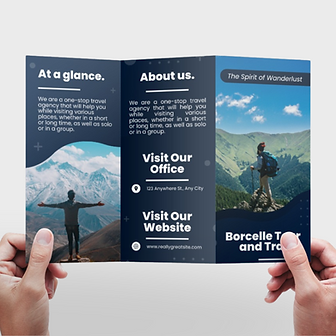 At a glance.
We are a one-stop travel
agency that will help you
while visiting various
places, whether in a short
or long time, as well as solo
or in a group.
About us.
We are a one-stop travel
agency that will help you
while visiting various
places, whether in a short
or long time, as well as solo
or in a group.
Visit Our
Office
123 Anywhere St., Any City
Visit Our
Website
www.reallygreatsite.com
The Spirit of Wanderlust
Borcelle
and